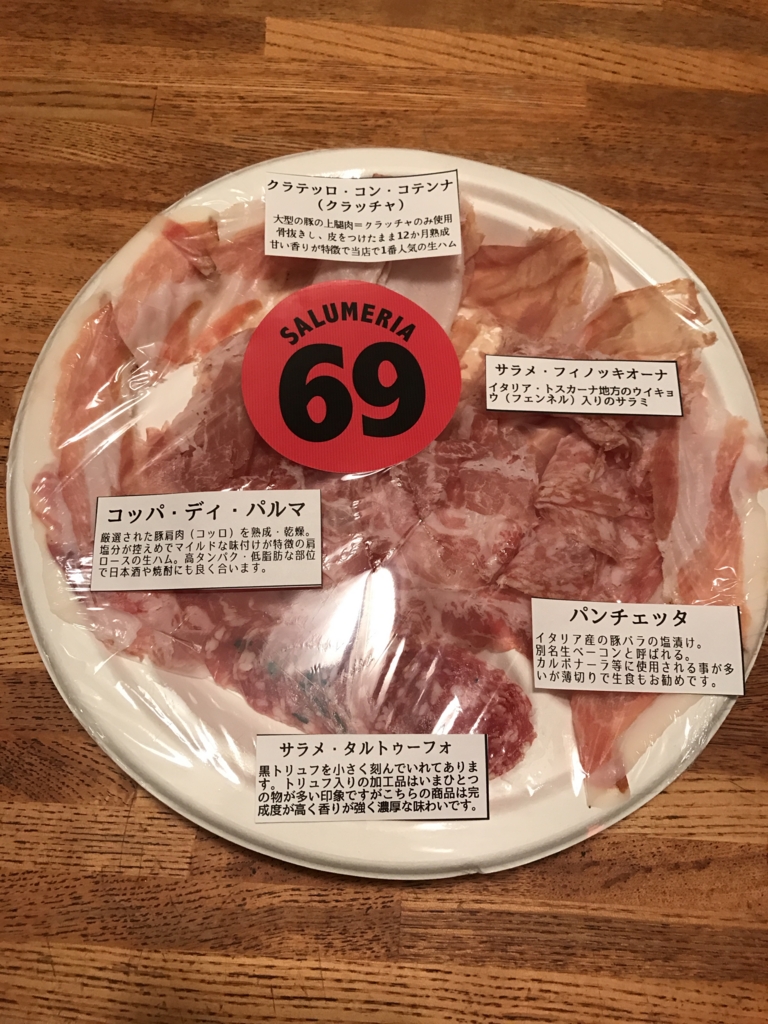 クラテッロ・コン・コテンナ
(クラッチャ)
大型の豚の上腿肉=クラッチャのみ使用
骨抜きし、皮をつけたまま12か月熟成
甘い香りが特徴で当店で1番人気の生ハム
SALUMERIA
69
サラメ・フィノッキオーナ
イタリア・トスカーナ地方のウイキョ
ウ(フェンネル)入りのサラミ
コッパ・ディ・パルマ
厳選された豚肩肉(コッロ)を熟成・乾燥。
塩分が控えめでマイルドな味付けが特徴の肩
ロースの生ハム。高タンパク・低脂肪な部位
で日本酒や焼酎にも良く合います。
パンチェッタ
イタリア産の豚バラの塩漬け。
別名生ベーコンと呼ばれる。
カルボナーラ等に使用される事が多
いが薄切りで生食もお勧めです。
サラメ・タルトゥーフォ
黒トリュフを小さく刻んでいれてありま
す。トリュフ入りの加工品はいまひとつ
の物が多い印象ですがこちらの商品は完
成度が高く香りが強く濃厚な味わいです。